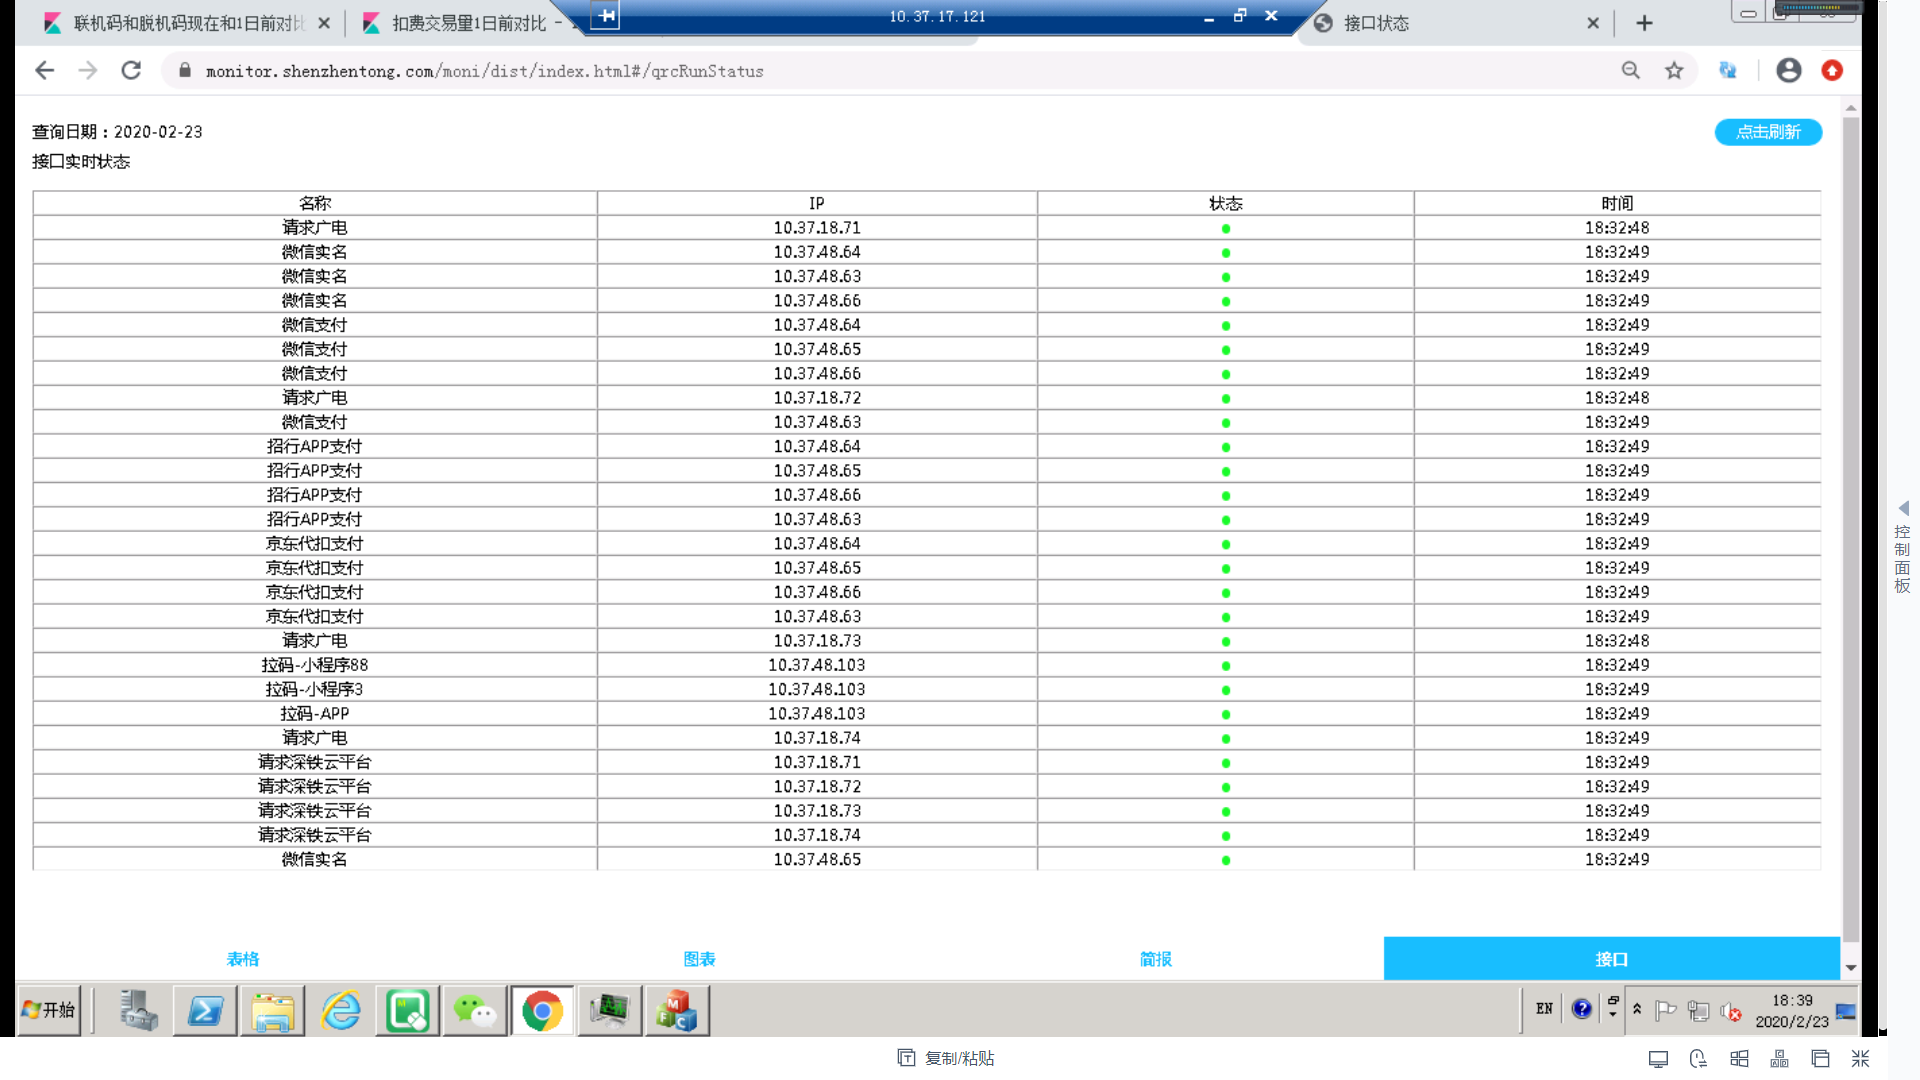 联机码和脱机码现在和1日前对比
扣费交易量1日前对比 -
10.37.17.121
接口状态
monitor.shenzhentong.com/moni/dist/index.html#/qrcRunStatus
查询日期：2020-02-23
点击刷新
接口实时状态
名称 IP 状态 时间
请求广电 10.37.18.71 18:32:48
微信实名 10.37.48.64 18:32:49
微信实名 10.37.48.63 18:32:49
微信实名 10.37.48.66 18:32:49
微信支付 10.37.48.64 18:32:49
微信支付 10.37.48.65 18:32:49
微信支付 10.37.48.66 18:32:49
请求广电 10.37.18.72 18:32:48
微信支付 10.37.48.63 18:32:49
招行APP支付 10.37.48.64 18:32:49
招行APP支付 10.37.48.65 18:32:49
招行APP支付 10.37.48.66 18:32:49
招行APP支付 10.37.48.63 18:32:49
京东代扣支付 10.37.48.64 18:32:49
京东代扣支付 10.37.48.65 18:32:49
京东代扣支付 10.37.48.66 18:32:49
京东代扣支付 10.37.48.63 18:32:49
请求广电 10.37.18.73 18:32:48
拉码-小程序88 10.37.48.103 18:32:49
拉码-小程序3 10.37.48.103 18:32:49
拉码-APP 10.37.48.103 18:32:49
请求广电 10.37.18.74 18:32:49
请求深铁云平台 10.37.18.71 18:32:49
请求深铁云平台 10.37.18.72 18:32:49
请求深铁云平台 10.37.18.73 18:32:49
请求深铁云平台 10.37.18.74 18:32:49
微信实名 10.37.48.65 18:32:49
表格 图表 简报 接口
控制面板
开始
EN
18:39
2020/2/23
复制/粘贴